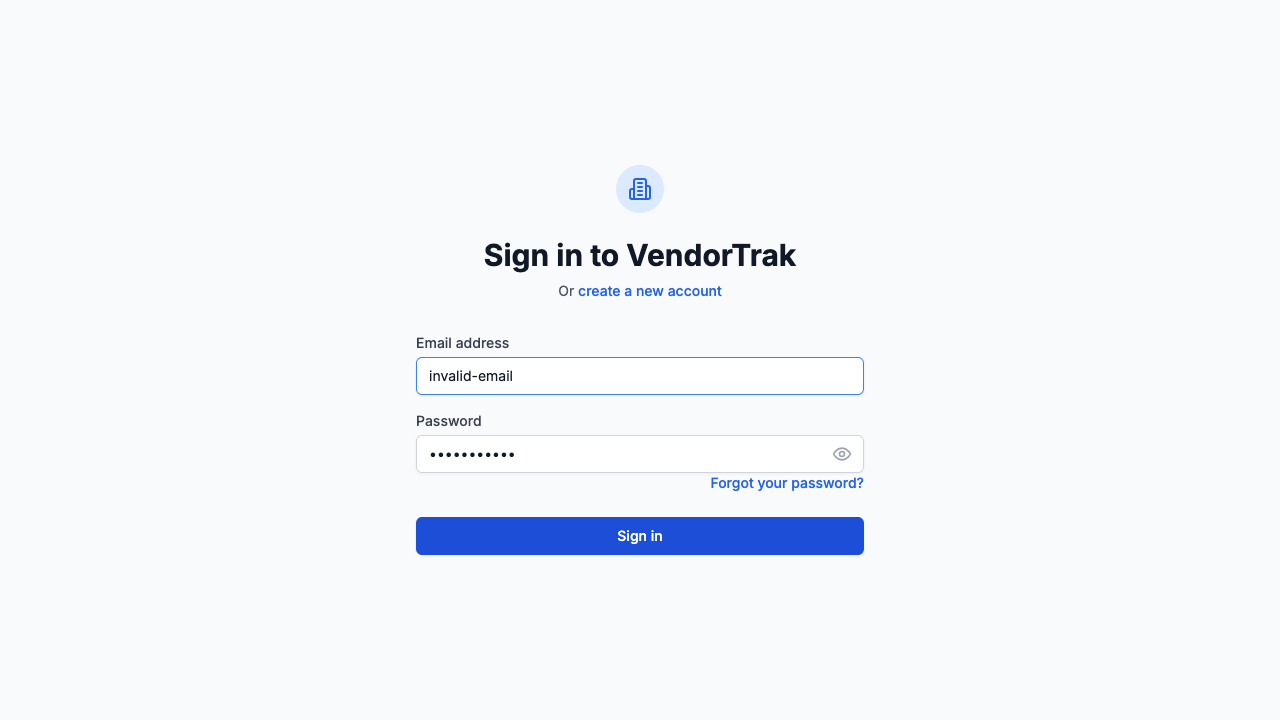 Sign in to VendorTrak
Or create a new account
Email address
invalid-email
Password
•••••••••••
Forgot your password?
Sign in